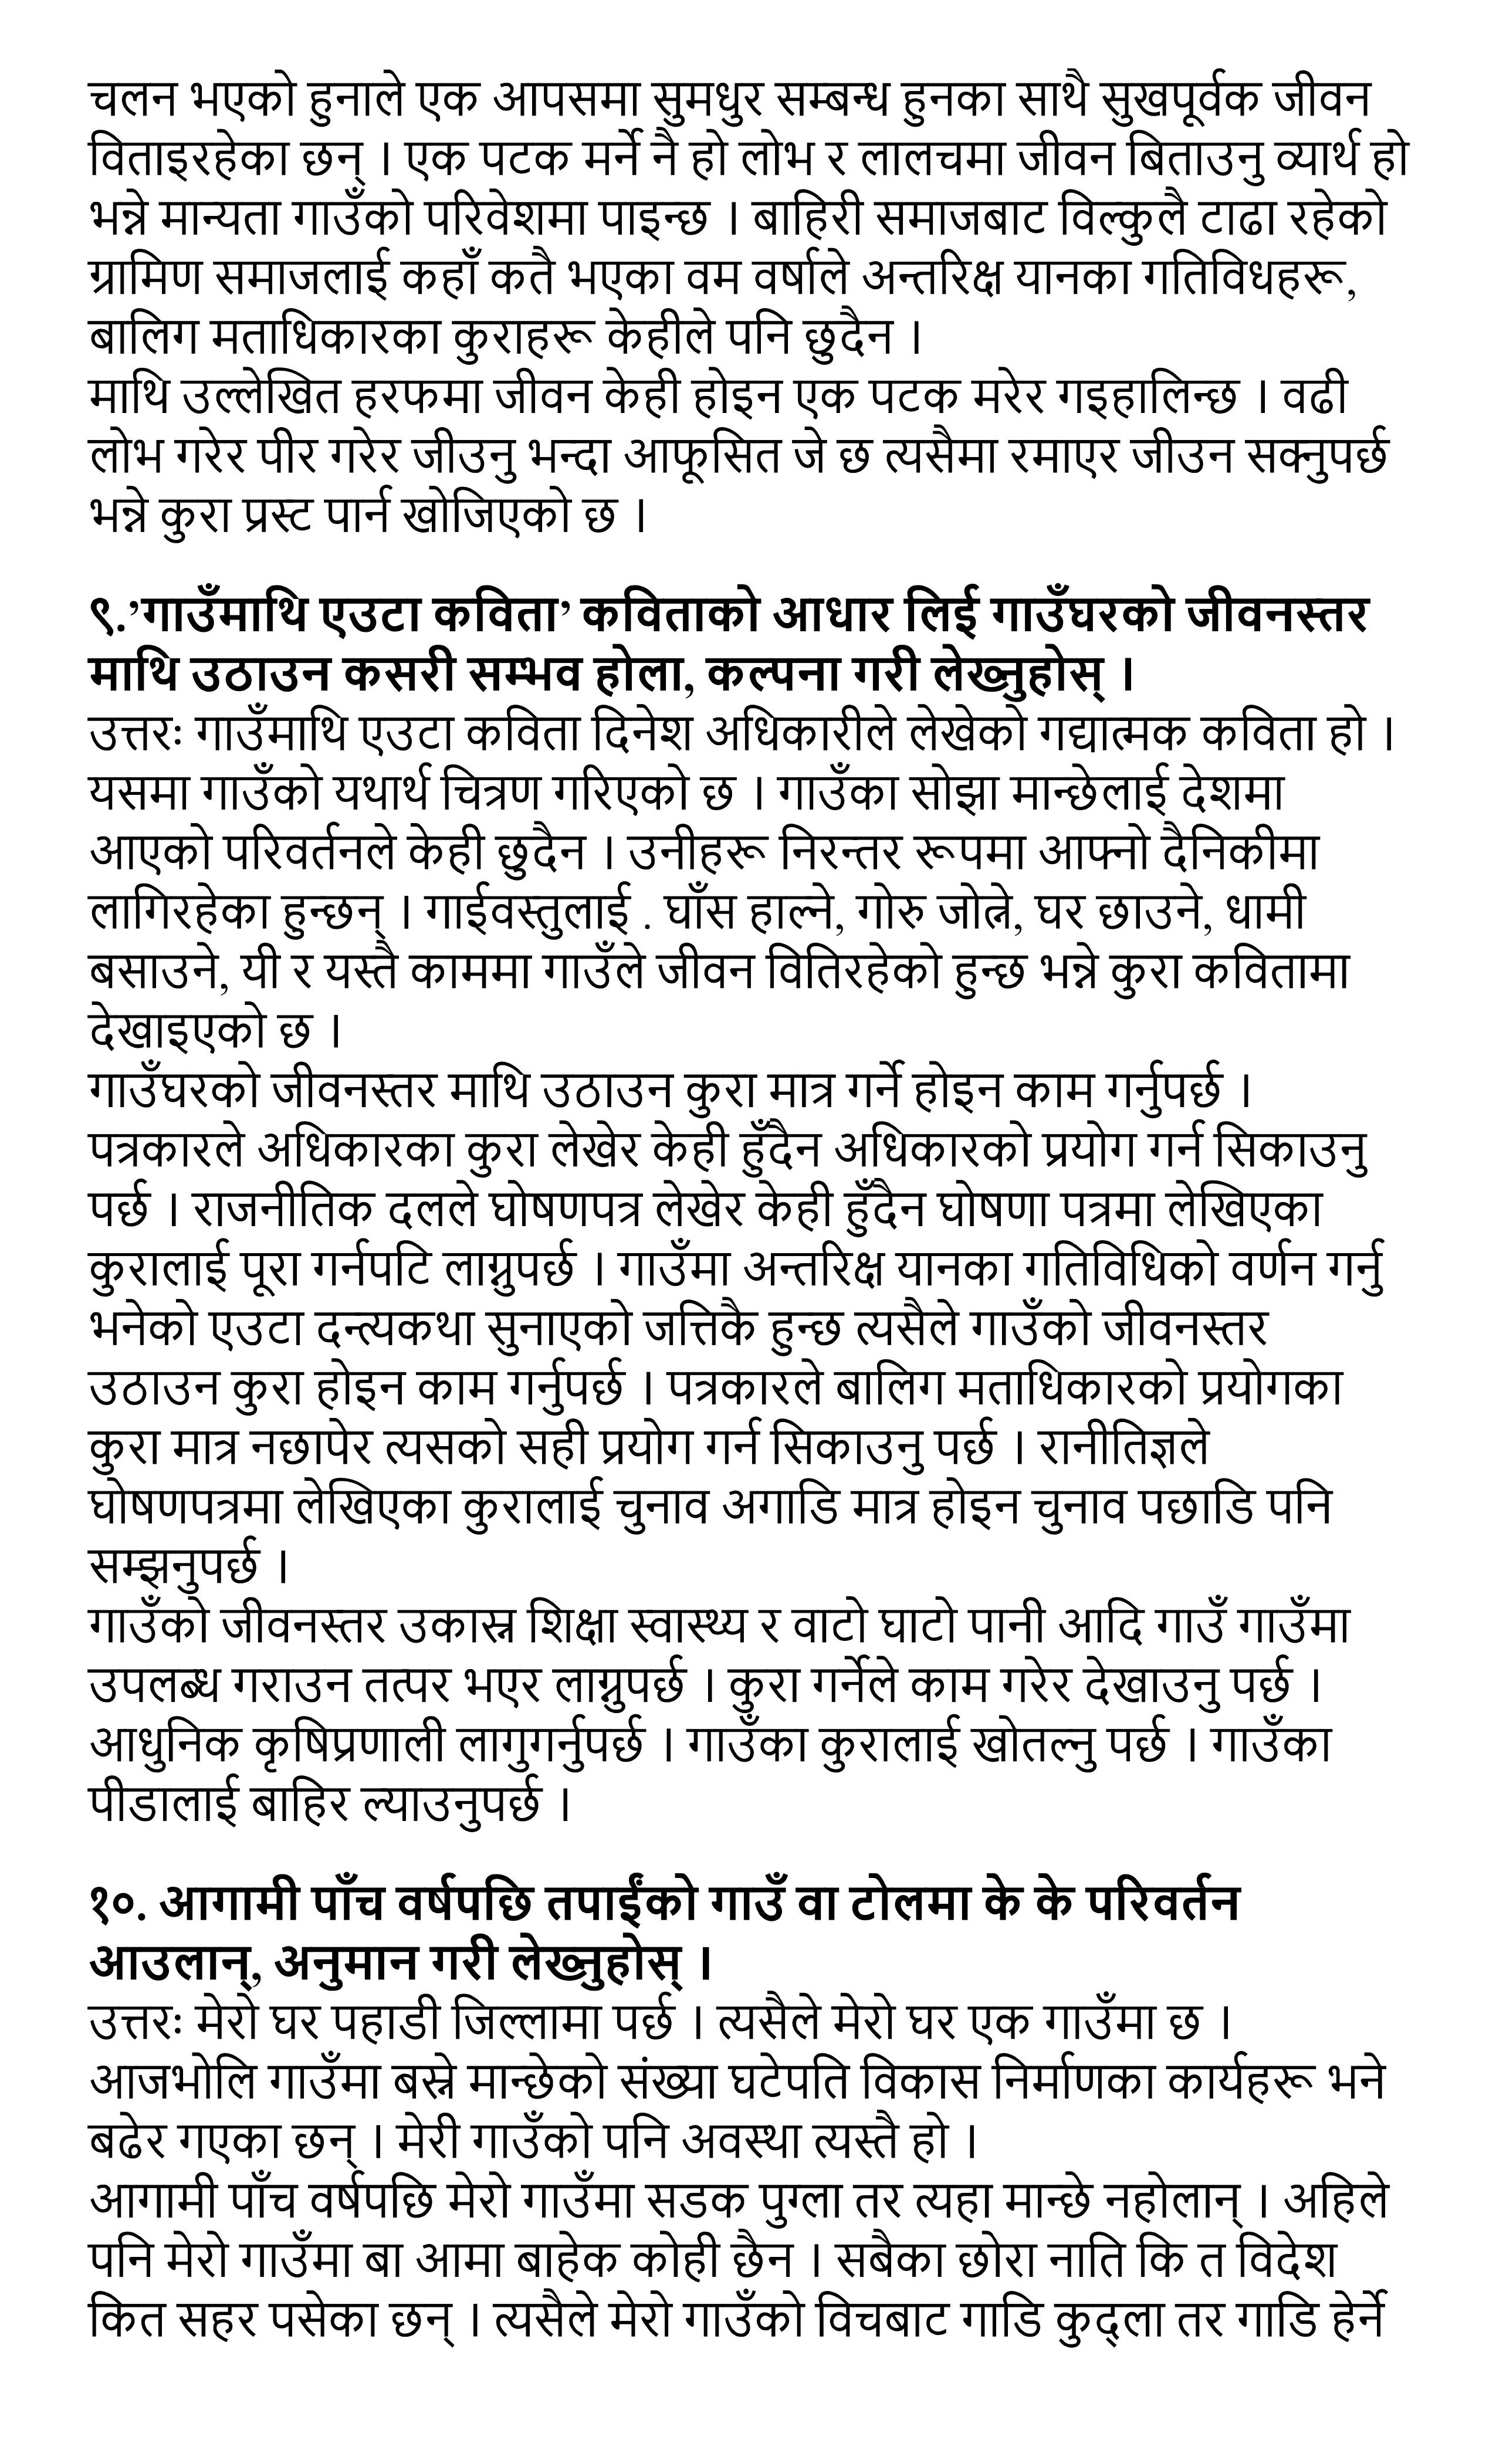 चलन भएको हुनाले एक आपसमा सुमधुर सम्बन्ध हुनका साथै सुखपूर्वक जीवन
विताइरहेका छन् । एक पटक मर्ने नै हो लोभ र लालचमा जीवन बिताउनु व्यार्थ हो
भन्ने मान्यता गाउँको परिवेशमा पाइन्छ । बाहिरी समाजबाट विल्कुलै टाढा रहेको
ग्रामिण समाजलाई कहाँ कतै भएका वम वर्षाले अन्तरिक्ष यानका गतिविधहरू,
बालिग मताधिकारका कुराहरू केहीले पनि छुदैन ।
माथि उल्लेखित हरफमा जीवन केही होइन एक पटक मरेर गइहालिन्छ । वढी
लोभ गरेर पीर गरेर जीउनु भन्दा आफूसित जे छ त्यसैमा रमाएर जीउन सक्नुपर्छ
भन्ने कुरा प्रस्ट पार्न खोजिएको छ ।
९.’गाउँमाथि एउटा कविता’ कविताको आधार लिई गाउँघरको जीवनस्तर
माथि उठाउन कसरी सम्भव होला, कल्पना गरी लेख्नुहोस् ।
उत्तरः गाउँमाथि एउटा कविता दिनेश अधिकारीले लेखेको गद्यात्मक कविता हो ।
यसमा गाउँको यथार्थ चित्रण गरिएको छ । गाउँका सोझा मान्छेलाई देशमा
आएको परिवर्तनले केही छुदैन । उनीहरू निरन्तर रूपमा आफ्नो दैनिकीमा
लागिरहेका हुन्छन् । गाईवस्तुलाई . घाँस हाल्ने, गोरु जोत्ने, घर छाउने, धामी
बसाउने, यी र यस्तै काममा गाउँले जीवन वितिरहेको हुन्छ भन्ने कुरा कवितामा
देखाइएको छ ।
गाउँघरको जीवनस्तर माथि उठाउन कुरा मात्र गर्ने होइन काम गर्नुपर्छ ।
पत्रकारले अधिकारका कुरा लेखेर केही हुँदैन अधिकारको प्रयोग गर्न सिकाउनु
पर्छ । राजनीतिक दलले घोषणपत्र लेखेर केही हुँदैन घोषणा पत्रमा लेखिएका
कुरालाई पूरा गर्नपटि लाग्नुपर्छ । गाउँमा अन्तरिक्ष यानका गतिविधिको वर्णन गर्नु
भनेको एउटा दन्त्यकथा सुनाएको जत्तिकै हुन्छ त्यसैले गाउँको जीवनस्तर
उठाउन कुरा होइन काम गर्नुपर्छ । पत्रकारले बालिग मताधिकारको प्रयोगका
कुरा मात्र नछापेर त्यसको सही प्रयोग गर्न सिकाउनु पर्छ । रानीतिज्ञले
घोषणपत्रमा लेखिएका कुरालाई चुनाव अगाडि मात्र होइन चुनाव पछाडि पनि
सम्झनुपर्छ ।
गाउँको जीवनस्तर उकास्न शिक्षा स्वास्थ्य र वाटो घाटो पानी आदि गाउँ गाउँमा
उपलब्ध गराउन तत्पर भएर लाग्नुपर्छ । कुरा गर्नेले काम गरेर देखाउनु पर्छ ।
आधुनिक कृषिप्रणाली लागुगर्नुपर्छ । गाउँका कुरालाई खोतल्नु पर्छ । गाउँका
पीडालाई बाहिर ल्याउनुपर्छ ।
१०. आगामी पाँच वर्षपछि तपाईंको गाउँ वा टोलमा के के परिवर्तन
आउलान्, अनुमान गरी लेख्नुहोस् ।
उत्तरः मेरो घर पहाडी जिल्लामा पर्छ । त्यसैले मेरो घर एक गाउँमा छ ।
आजभोलि गाउँमा बस्ने मान्छेको संख्या घटेपति विकास निर्माणका कार्यहरू भने
बढेर गएका छन् । मेरी गाउँको पनि अवस्था त्यस्तै हो ।
आगामी पाँच वर्षपछि मेरो गाउँमा सडक पुग्ला तर त्यहा मान्छे नहोलान् । अहिले
पनि मेरो गाउँमा बा आमा बाहेक कोही छैन । सबैका छोरा नाति कि त विदेश
कित सहर पसेका छन् । त्यसैले मेरो गाउँको विचबाट गाडि कुद्ला तर गाडि हेर्ने